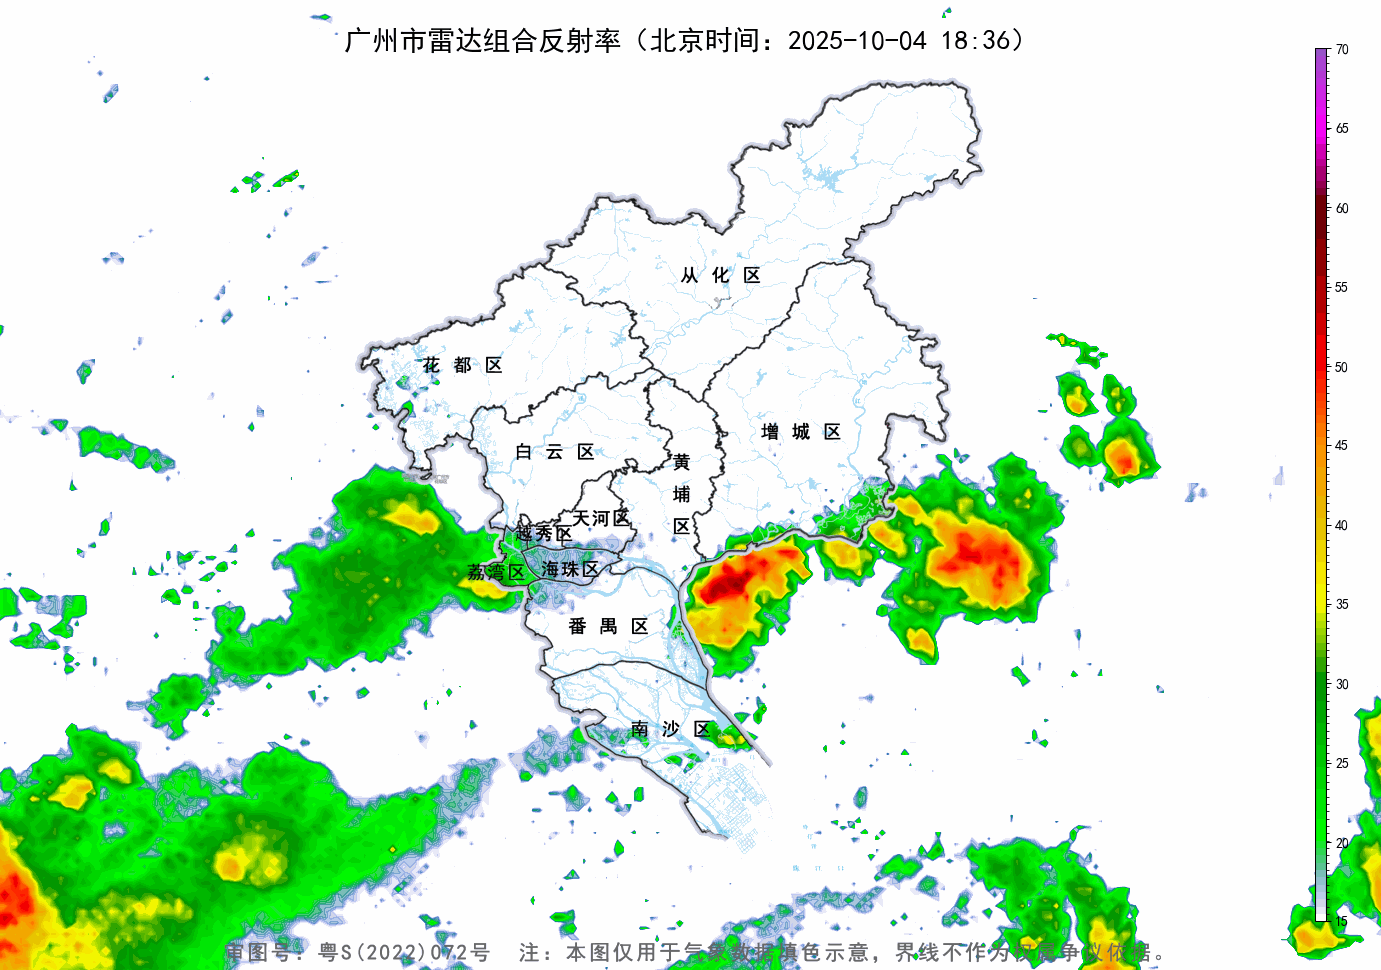 广州市雷达组合反射率（北京时间：2025-10-04 18:36）
70
65
60
55
50
45
40
35
30
25
20
15
从化区
花都区
增城区
白云区
黄埔区
天河区
越秀区
荔湾区
海珠区
番禺区
南沙区
审图号：粤S(2022)072号 注：本图仅用于气象数据填色示意，界线不作为权属争议依据。